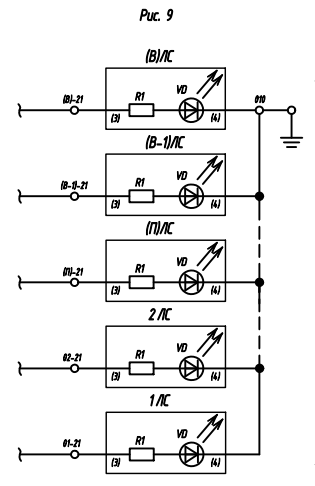 Рис. 9
(В)ЛС
(В)-21
R1
VD
010
(3)
(4)
(В-1)ЛС
(В-1)-21
R1
VD
(3)
(4)
(П)ЛС
(П)-21
R1
VD
(3)
(4)
2 ЛС
02-21
R1
VD
(3)
(4)
1 ЛС
01-21
R1
VD
(3)
(4)